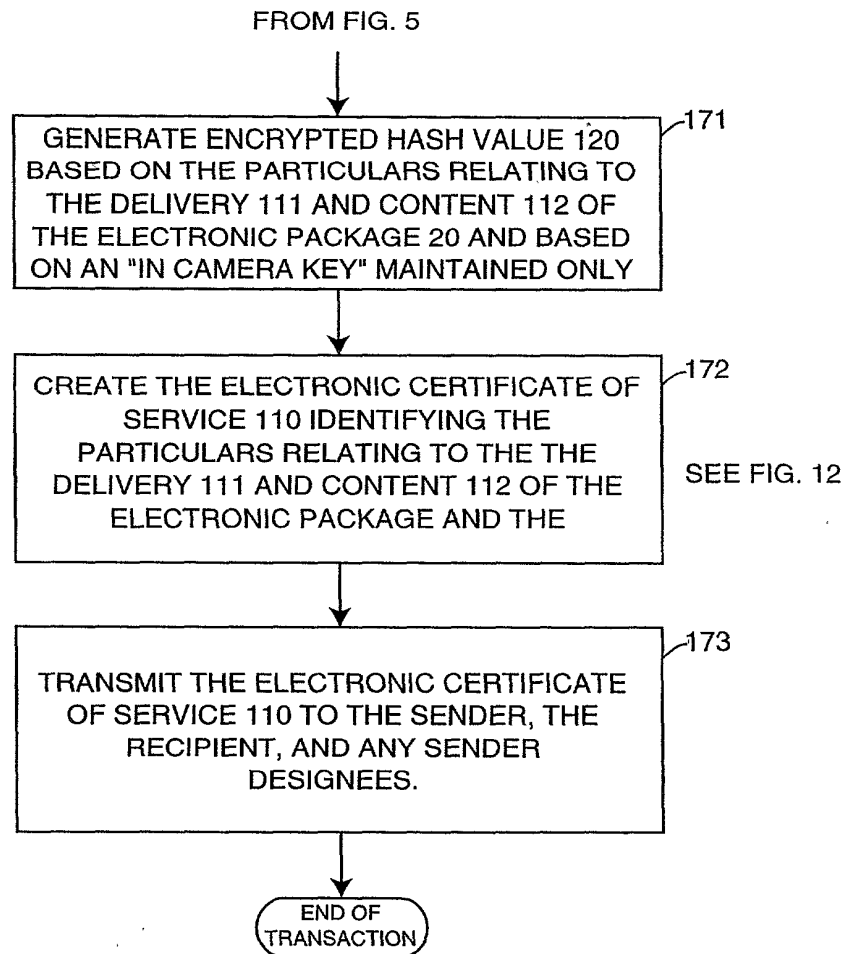 FROM FIG. 5
171
GENERATE ENCRYPTED HASH VALUE 120
BASED ON THE PARTICULARS RELATING TO
THE DELIVERY 111 AND CONTENT 112 OF
THE ELECTRONIC PACKAGE 20 AND BASED
ON AN "IN CAMERA KEY" MAINTAINED ONLY
172
CREATE THE ELECTRONIC CERTIFICATE OF
SERVICE 110 IDENTIFYING THE
PARTICULARS RELATING TO THE THE
DELIVERY 111 AND CONTENT 112 OF THE
ELECTRONIC PACKAGE AND THE
SEE FIG. 12
173
TRANSMIT THE ELECTRONIC CERTIFICATE
OF SERVICE 110 TO THE SENDER, THE
RECIPIENT, AND ANY SENDER
DESIGNEES.
END OF
TRANSACTION